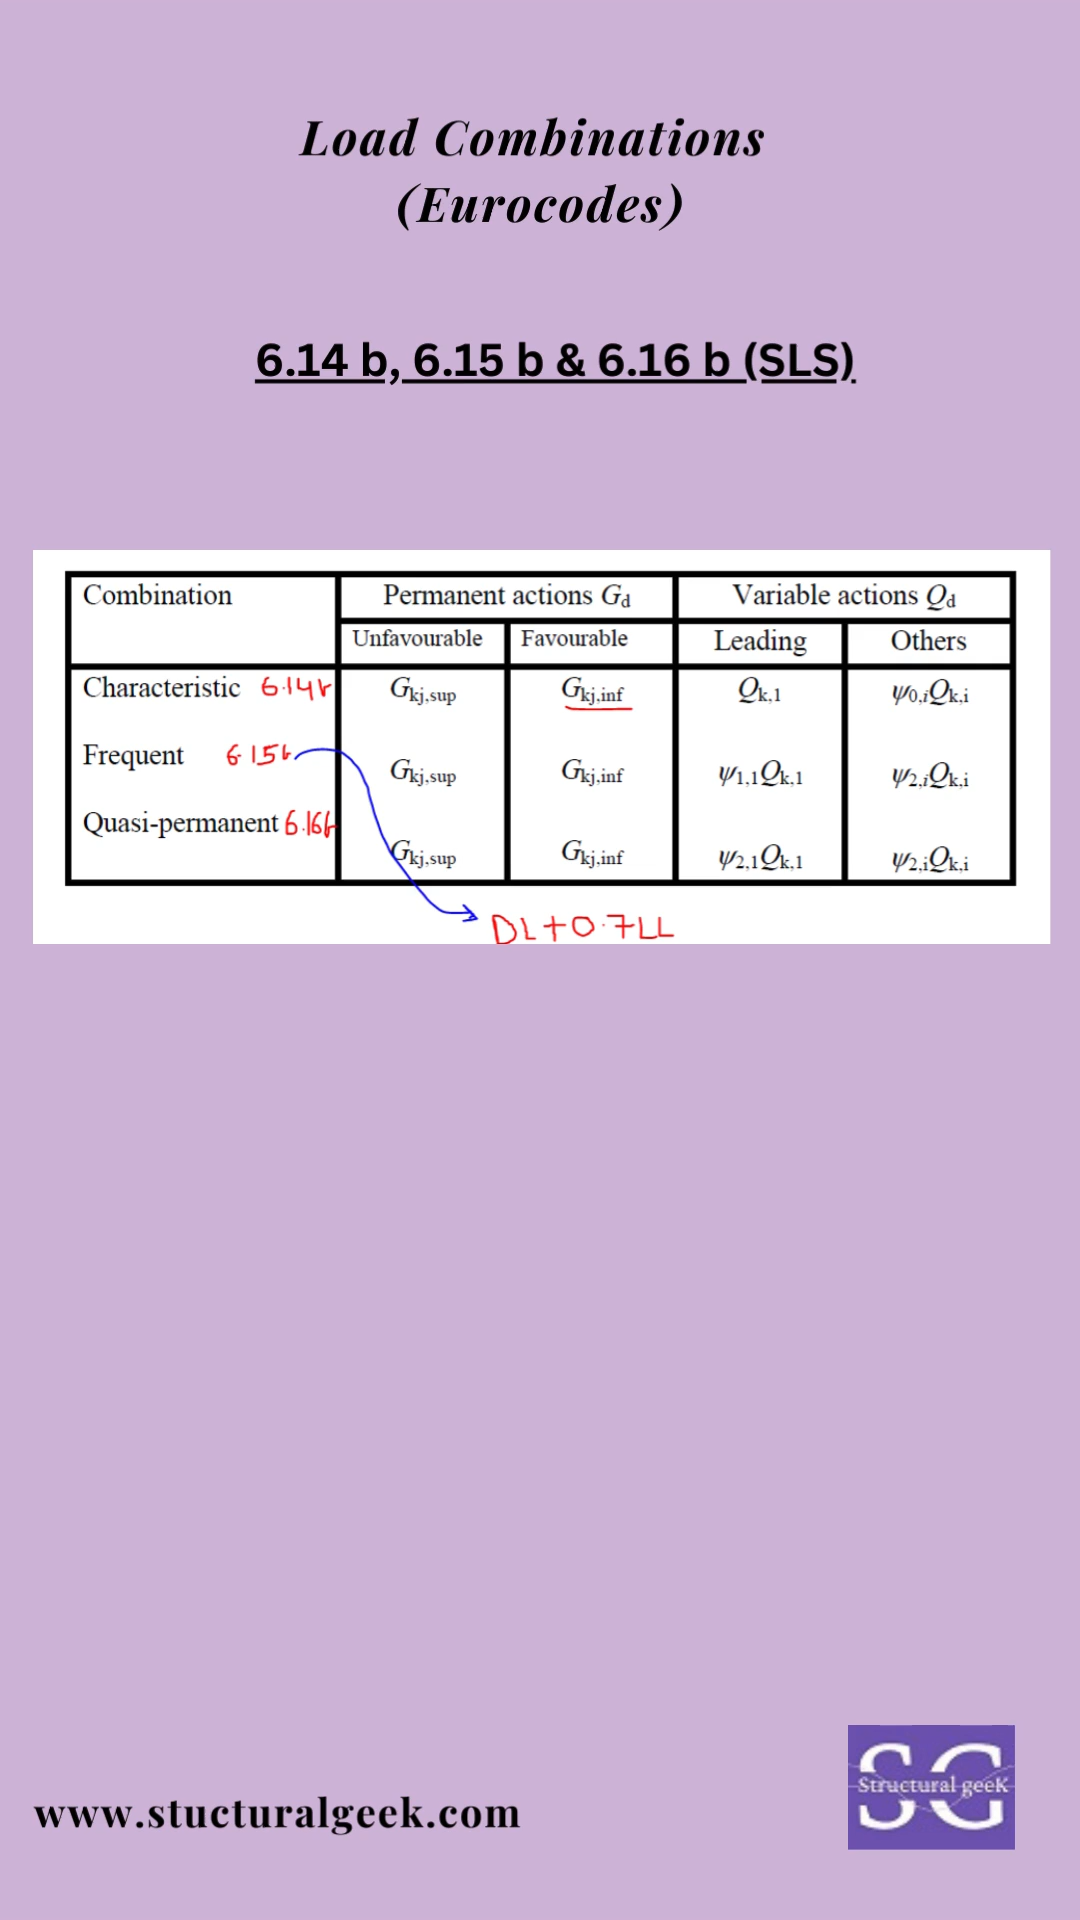 Load Combinations
(Eurocodes)
6.14 b, 6.15 b & 6.16 b (SLS)
Combination Permanent actions Gd Variable actions Qd
Unfavourable Favourable Leading Others
Characteristic 6.14b Gkj,sup Gkj,inf Qk,1 ψ0,iQk,i
Frequent 6.15b Gkj,sup Gkj,inf ψ1,1Qk,1 ψ2,iQk,i
Quasi-permanent 6.16b Gkj,sup Gkj,inf ψ2,1Qk,1 ψ2,iQk,i
DL+0.7LL
Structural geeK
SG
www.stucturalgeek.com